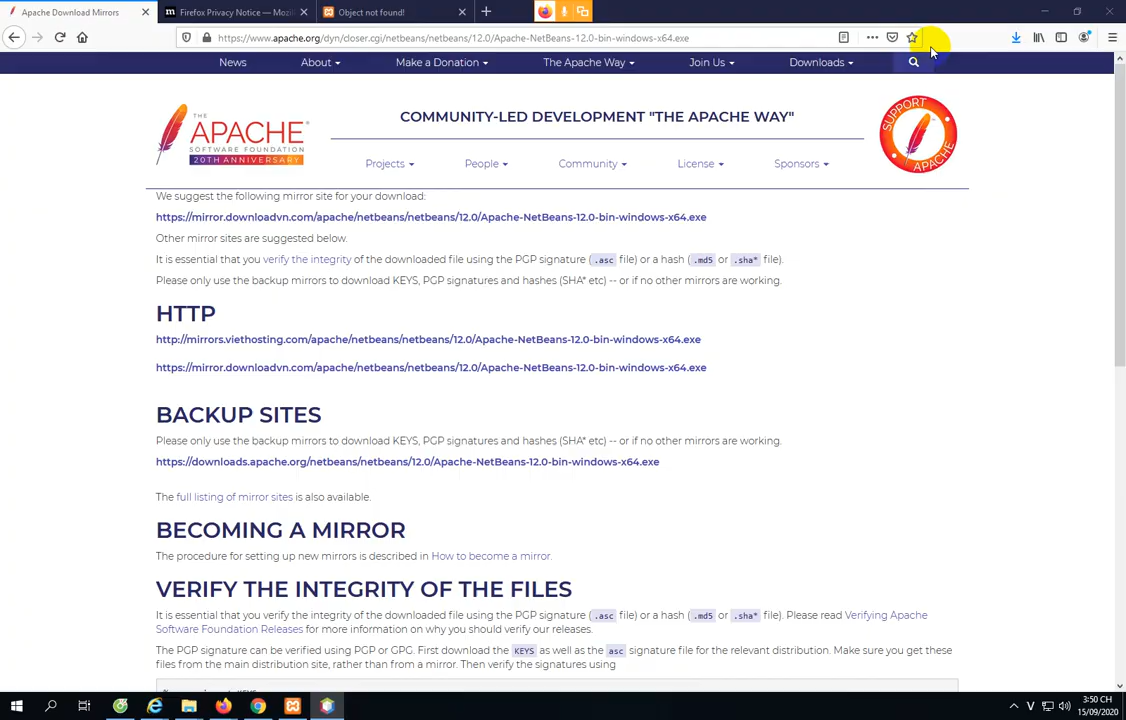 Apache Download Mirrors
Firefox Privacy Notice — Mozil
Object not found!
https://www.apache.org/dyn/closer.cgi/netbeans/netbeans/12.0/Apache-NetBeans-12.0-bin-windows-x64.exe
News
About
Make a Donation
The Apache Way
Join Us
Downloads
THE
APACHE
SOFTWARE FOUNDATION
20TH ANNIVERSARY
COMMUNITY-LED DEVELOPMENT "THE APACHE WAY"
SUPPORT
APACHE
Projects
People
Community
License
Sponsors
We suggest the following mirror site for your download:
https://mirror.downloadvn.com/apache/netbeans/netbeans/12.0/Apache-NetBeans-12.0-bin-windows-x64.exe
Other mirror sites are suggested below.
It is essential that you verify the integrity of the downloaded file using the PGP signature (.asc file) or a hash (.md5 or .sha* file).
Please only use the backup mirrors to download KEYS, PGP signatures and hashes (SHA* etc) -- or if no other mirrors are working.
HTTP
http://mirrors.viethosting.com/apache/netbeans/netbeans/12.0/Apache-NetBeans-12.0-bin-windows-x64.exe
https://mirror.downloadvn.com/apache/netbeans/netbeans/12.0/Apache-NetBeans-12.0-bin-windows-x64.exe
BACKUP SITES
Please only use the backup mirrors to download KEYS, PGP signatures and hashes (SHA* etc) -- or if no other mirrors are working.
https://downloads.apache.org/netbeans/netbeans/12.0/Apache-NetBeans-12.0-bin-windows-x64.exe
The full listing of mirror sites is also available.
BECOMING A MIRROR
The procedure for setting up new mirrors is described in How to become a mirror.
VERIFY THE INTEGRITY OF THE FILES
It is essential that you verify the integrity of the downloaded file using the PGP signature (.asc file) or a hash (.md5 or .sha* file). Please read Verifying Apache
Software Foundation Releases for more information on why you should verify our releases.
The PGP signature can be verified using PGP or GPG. First download the KEYS as well as the asc signature file for the relevant distribution. Make sure you get these
files from the main distribution site, rather than from a mirror. Then verify the signatures using
V
3:50 CH
15/09/2020